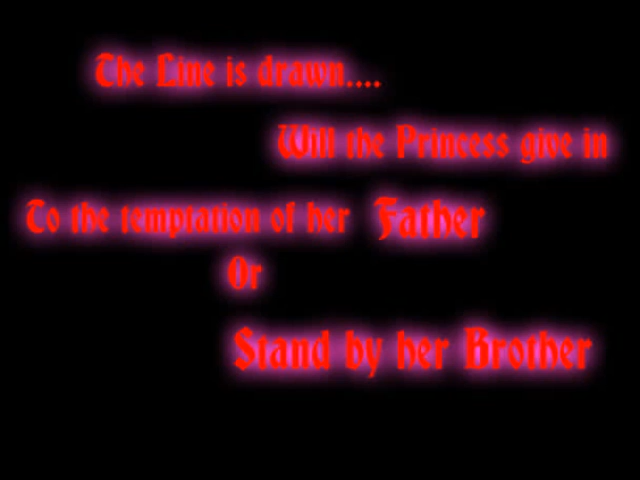 The Line is drawn....
Will the Princess give in
To the temptation of her Father
Or
Stand by her Brother